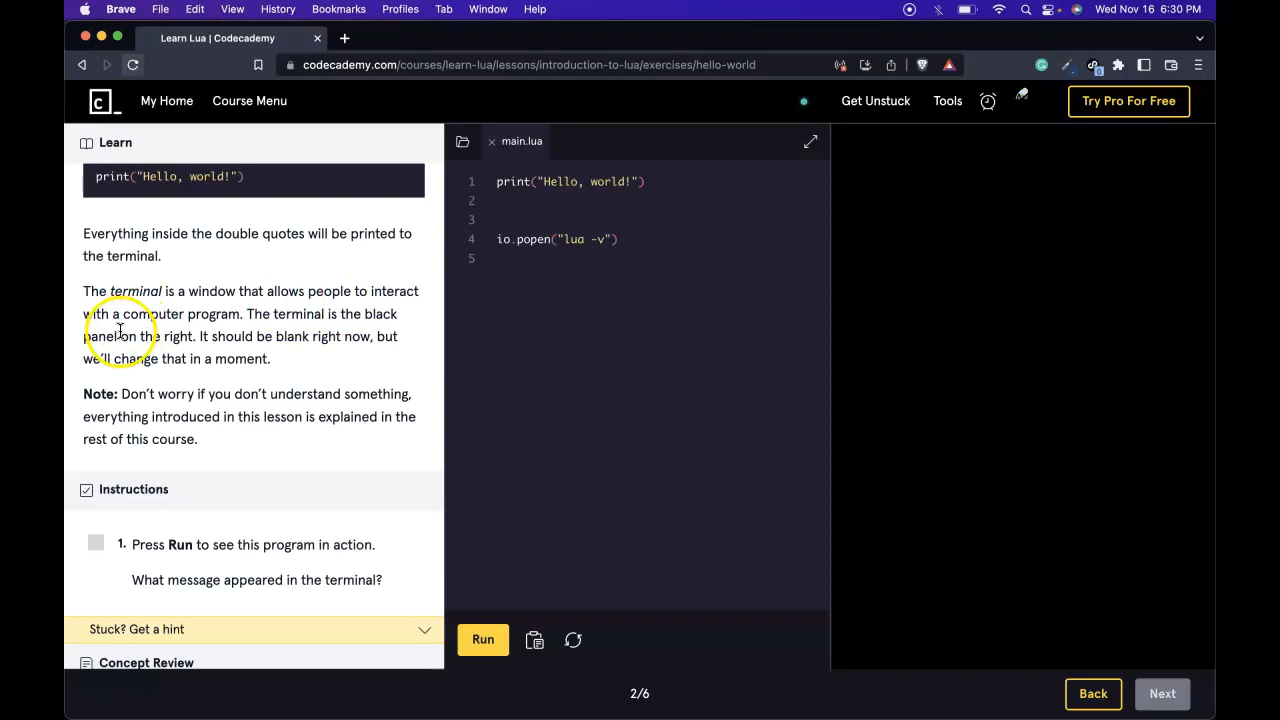 Brave File Edit View History Bookmarks Profiles Tab Window Help Wed Nov 16 6:30 PM
Learn Lua | Codecademy
codecademy.com/courses/learn-lua/lessons/introduction-to-lua/exercises/hello-world
c_ My Home Course Menu Get Unstuck Tools Try Pro For Free
Learn
print("Hello, world!")
Everything inside the double quotes will be printed to
the terminal.
The terminal is a window that allows people to interact
with a computer program. The terminal is the black
panel on the right. It should be blank right now, but
we'll change that in a moment.
Note: Don't worry if you don't understand something,
everything introduced in this lesson is explained in the
rest of this course.
Instructions
1. Press Run to see this program in action.
What message appeared in the terminal?
Stuck? Get a hint
Concept Review
main.lua
1 print("Hello, world!")
2
3
4 io.popen("lua -v")
5
Run
2/6
Back
Next